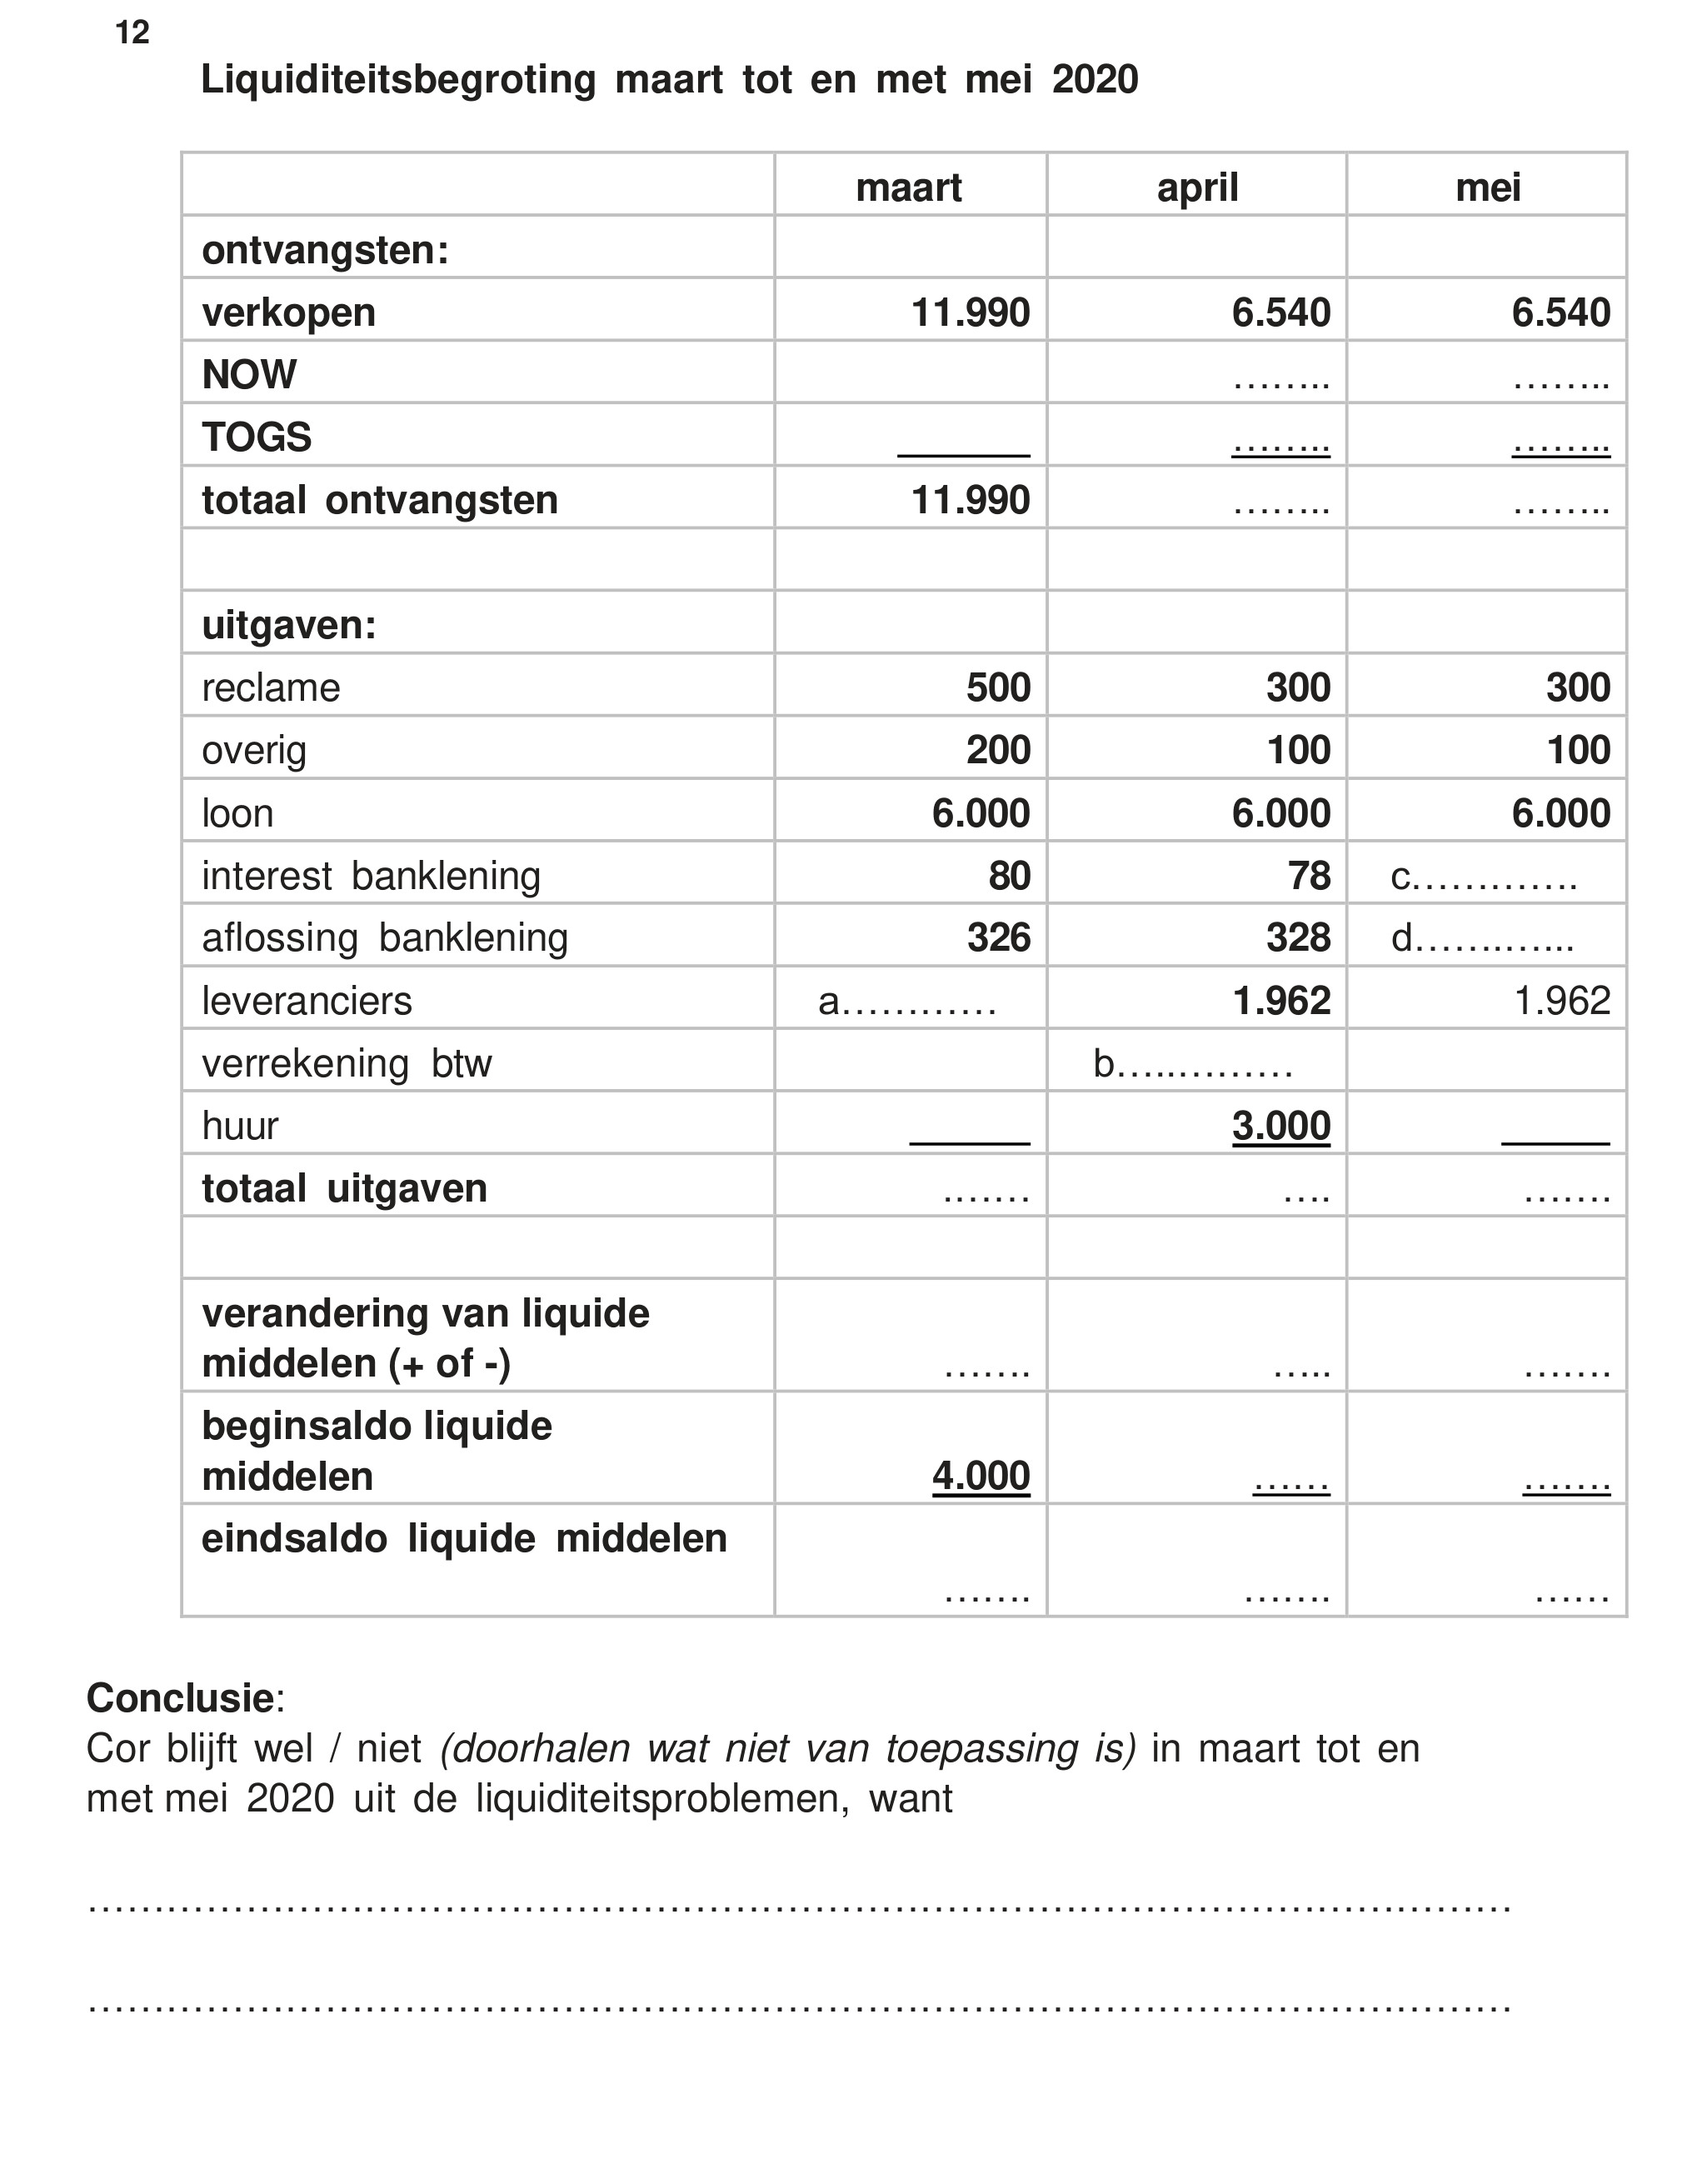 12
Liquiditeitsbegroting maart tot en met mei 2020
maart april mei
ontvangsten:
verkopen 11.990 6.540 6.540
NOW …….. ……..
TOGS ______ …….. ……..
totaal ontvangsten 11.990 …….. ……..
uitgaven:
reclame 500 300 300
overig 200 100 100
loon 6.000 6.000 6.000
interest banklening 80 78 c………….
aflossing banklening 326 328 d…………...
leveranciers a………… 1.962 1.962
verrekening btw b…..………
huur ______ 3.000 ______
totaal uitgaven ……. …. …….
verandering van liquide
middelen (+ of -) ……. ….. …….
beginsaldo liquide
middelen 4.000 …… …….
eindsaldo liquide middelen
……. ……. ……
Conclusie:
Cor blijft wel / niet (doorhalen wat niet van toepassing is) in maart tot en
met mei 2020 uit de liquiditeitsproblemen, want
………………………………………………………………………………………………
………………………………………………………………………………………………